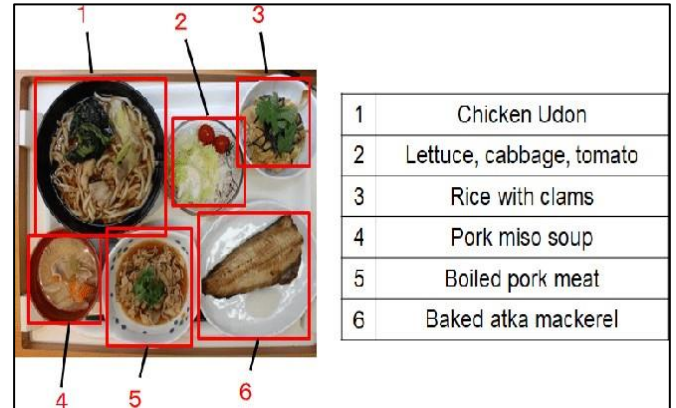 1
2
3
1 Chicken Udon
2 Lettuce, cabbage, tomato
3 Rice with clams
4 Pork miso soup
5 Boiled pork meat
6 Baked atka mackerel
4
5
6